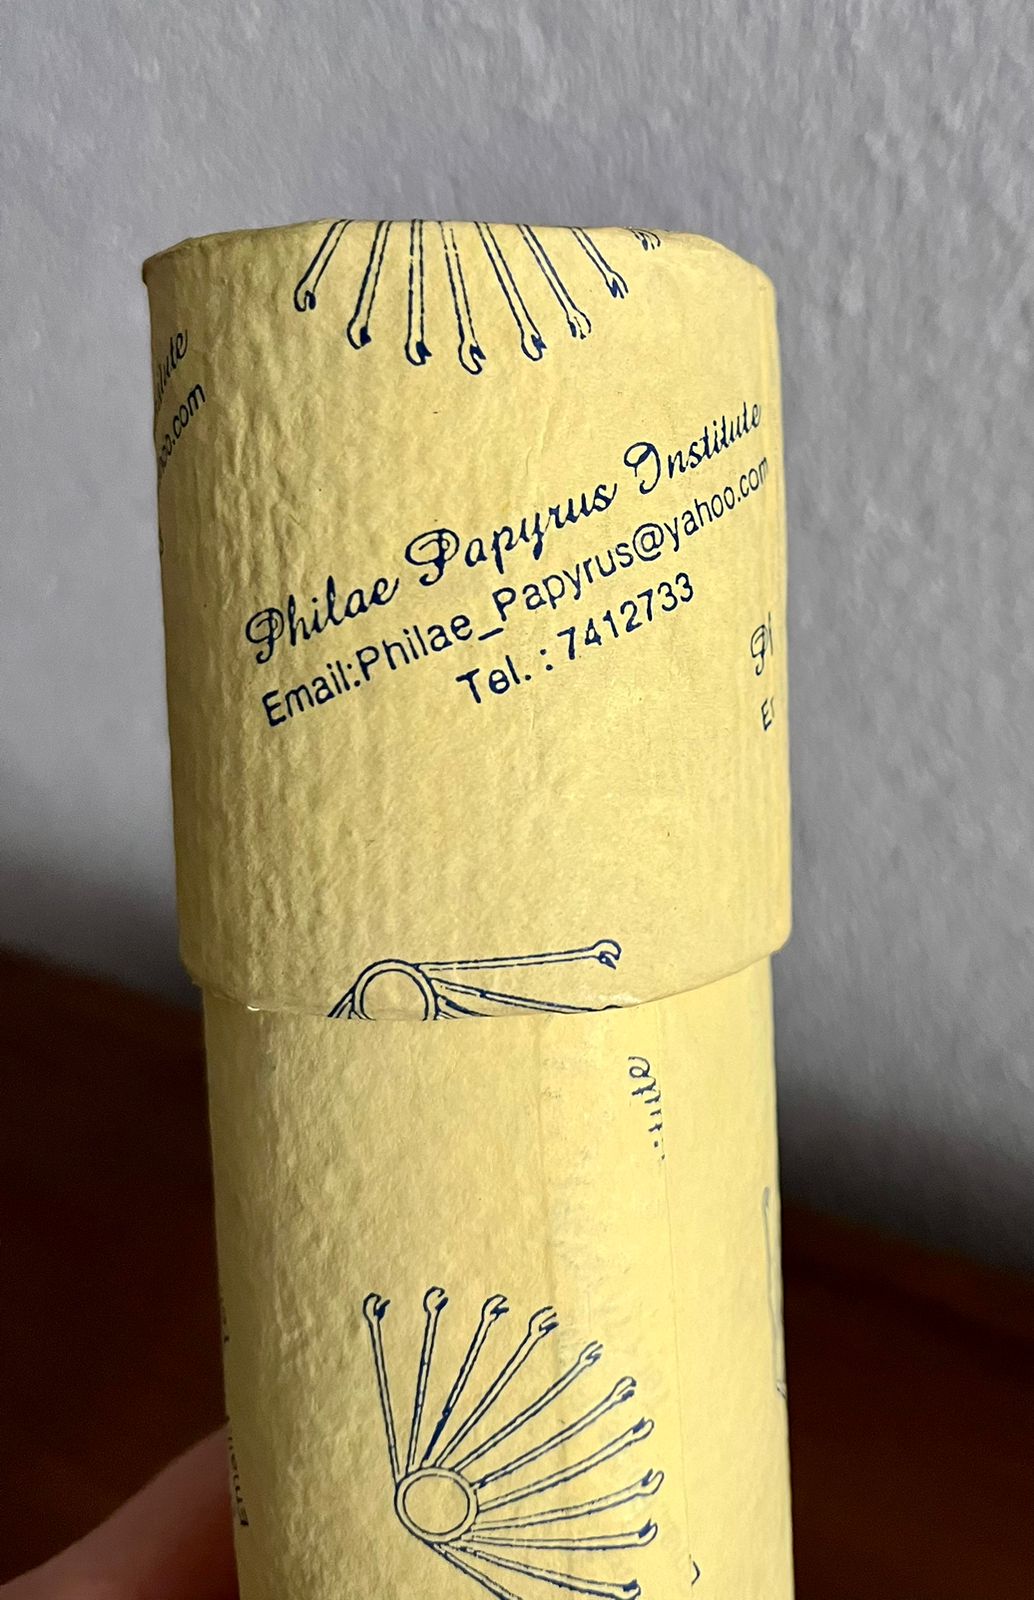 Philae Papyrus Institute
Email:Philae_Papyrus@yahoo.com
Tel. : 7412733